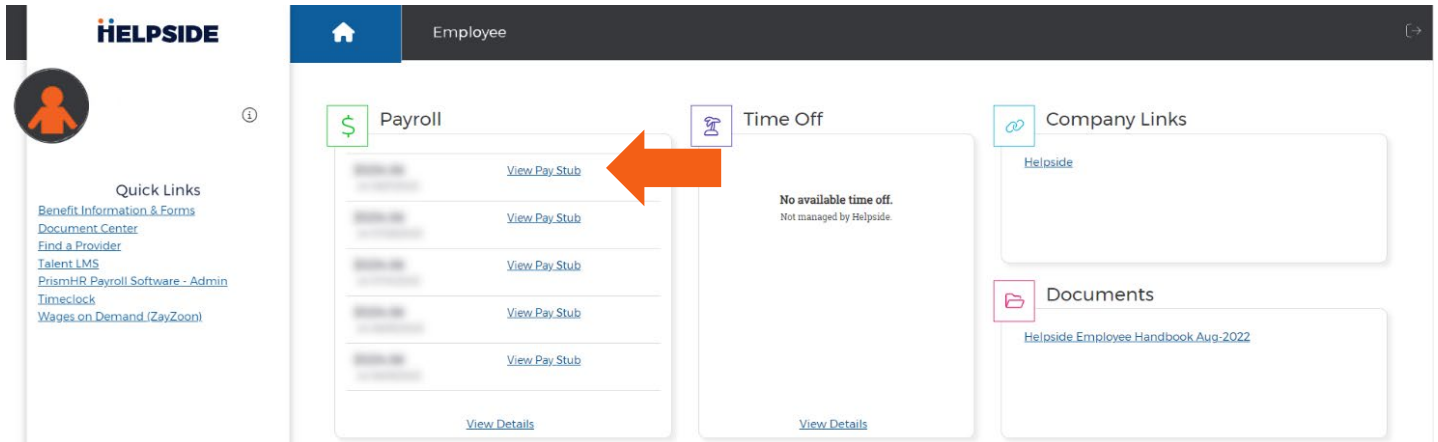 HELPSIDE
Employee
Quick Links
Benefit Information & Forms
Document Center
Find a Provider
Talent LMS
PrismHR Payroll Software - Admin
Timeclock
Wages on Demand (ZayZoon)
$
Payroll
View Pay Stub
View Pay Stub
View Pay Stub
View Pay Stub
View Pay Stub
View Details
Time Off
No available time off.
Not managed by Helpside.
View Details
Company Links
Helpside
Documents
Helpside Employee Handbook Aug-2022